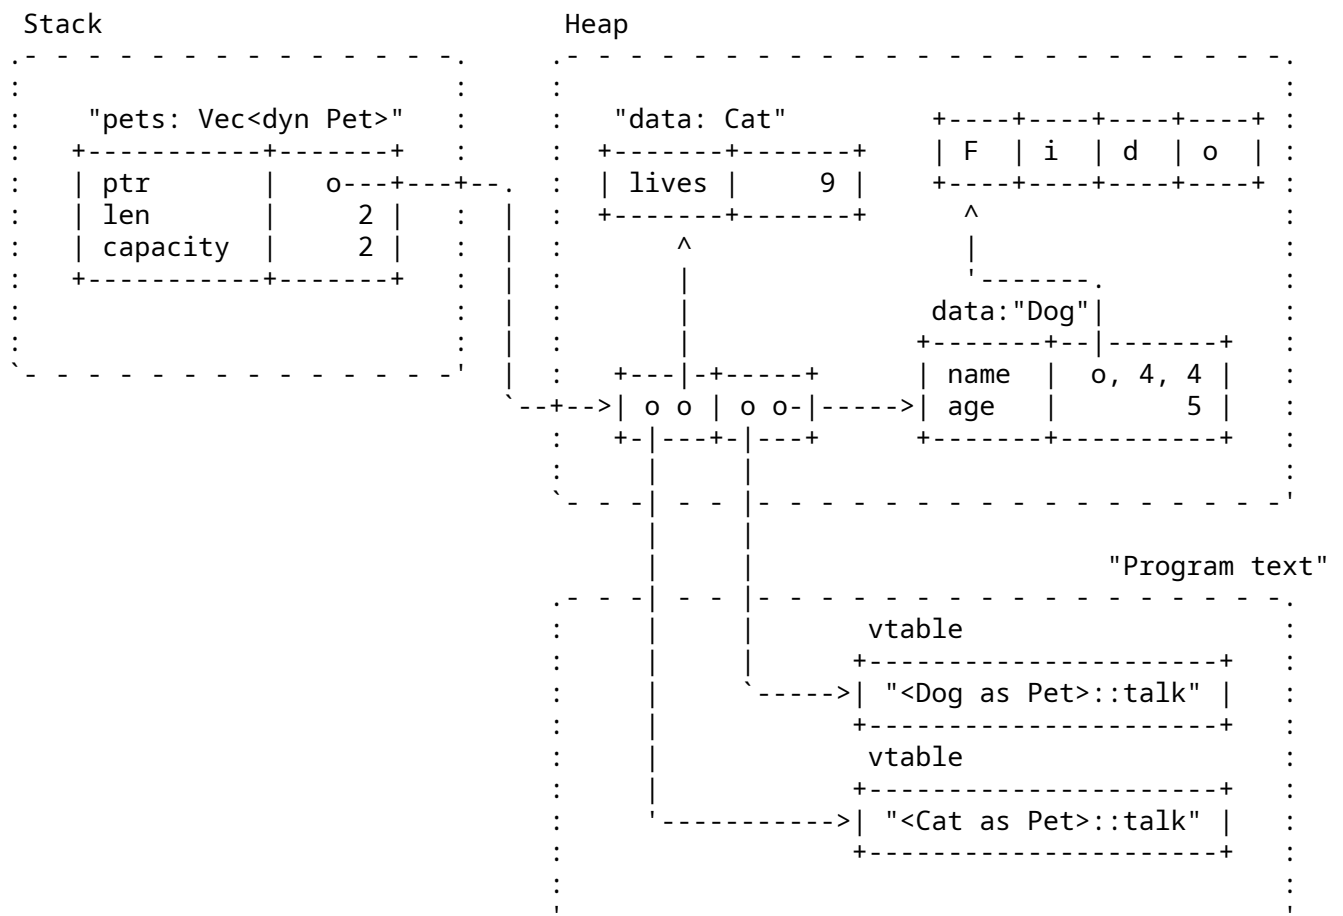 Stack
Heap
"pets: Vec<dyn Pet>"
ptr o
len 2
capacity 2
"data: Cat"
lives 9
F i d o
data:"Dog"
name o, 4, 4
age 5
o o o o
"Program text"
vtable
"<Dog as Pet>::talk"
vtable
"<Cat as Pet>::talk"